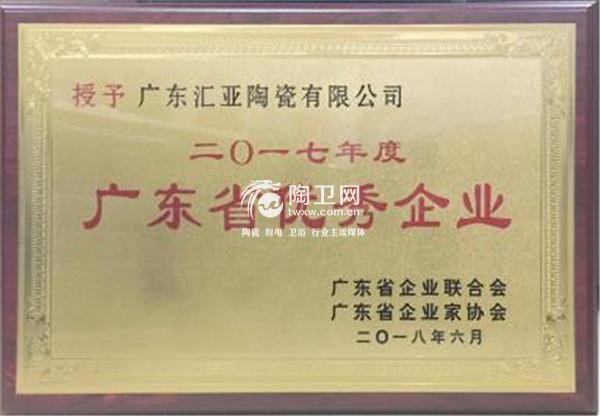 授予 广东汇亚陶瓷有限公司
二〇一七年度
广东省优秀企业
陶卫网
www.twxw.com.cn
陶瓷 厨电 卫浴 行业主流媒体
广东省企业联合会
广东省企业家协会
二〇一八年六月